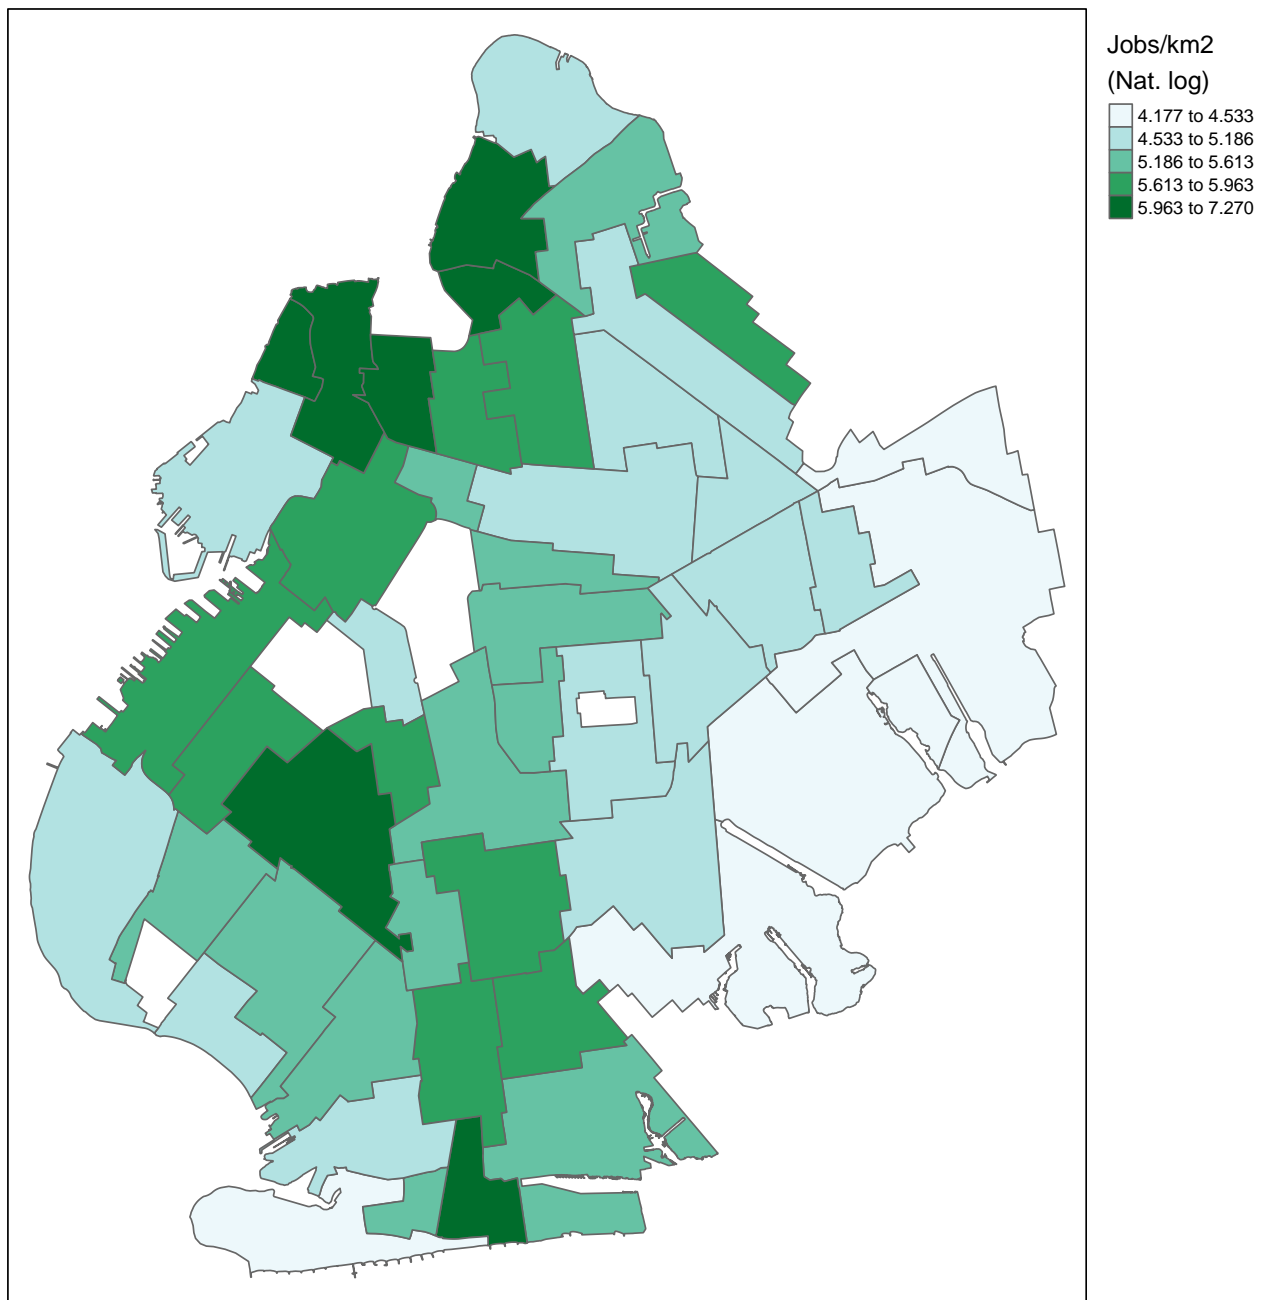 Jobs/km2
(Nat. log)
4.177 to 4.533
4.533 to 5.186
5.186 to 5.613
5.613 to 5.963
5.963 to 7.270